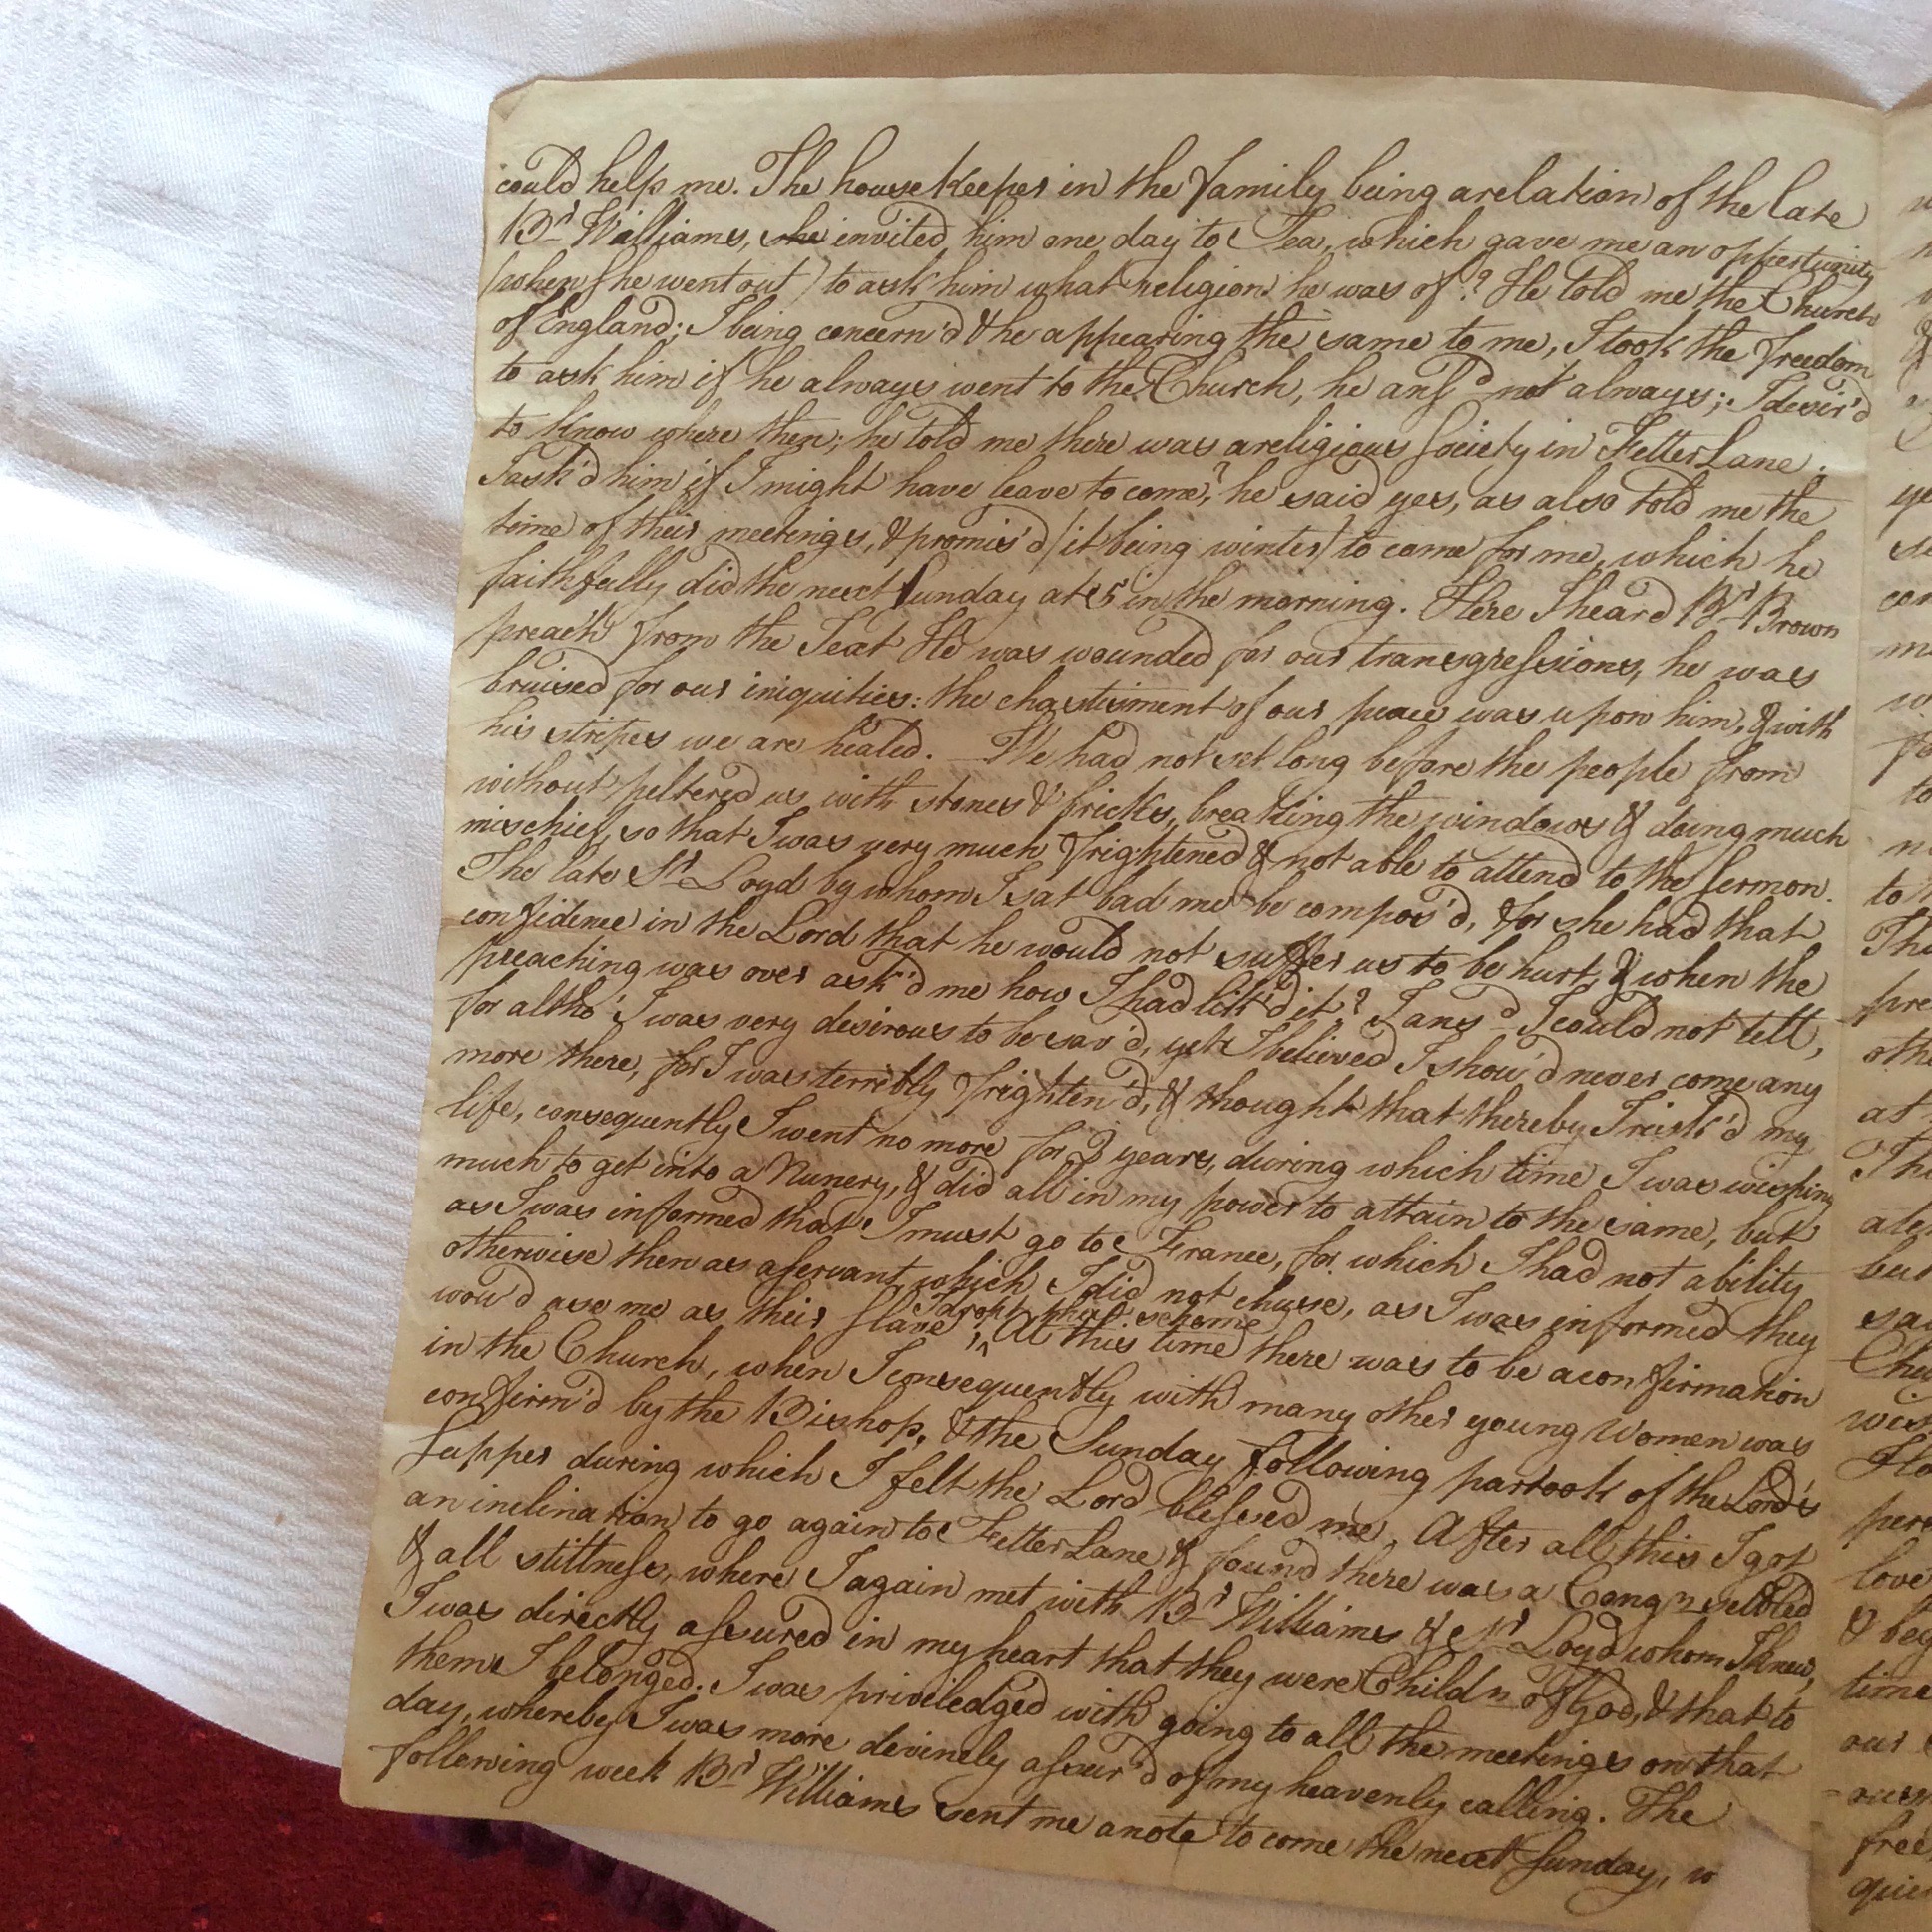 could help me. The houseKeeper in the family being a relation of the late
Br. Williams, she invited him one day to Tea, which gave me an oppertunity
(when she went out) to ask him what religion he was of? He told me the Church
of England; I being concern'd & he appearing the same to me, I took the freedom
to ask him if he always went to the Church, he ansd not always; I desir'd
to know where then; he told me there was a religious Society in Fetter Lane.
I ask'd him if I might have leave to come? he said yes, as also told me the
time of their meetings, & promis'd (it being winter) to come for me, which he
faithfully did the next Sunday at 5 in the morning. Here I heard Br. Brown
preach from the Text He was wounded for our transgressions, he was
bruised for our iniquities: the chastisment of our peace was upon him, & with
his stripes we are healed. We had not set long before the people from
without peltered us with stones & bricks, breaking the windows & doing much
mischief, so that I was very much frightened & not able to attend to the Sermon.
The late Sr. Loyd by whom I sat bad me be compos'd, for she had that
confidence in the Lord that he would not suffer us to be hurt, & when the
preaching was over ask'd me how I had lik'd it? I ansd I could not tell,
for altho' I was very desirous to be sav'd, yet I believed I shou'd never come any
more there, for I was terribly frighten'd, & thought that thereby I risk'd my
life, consequently I went no more for 2 years, during which time I was wishing
much to get into a Nunery, & did all in my power to attain to the same, but
as I was informed that I must go to France, for which I had not ability
otherwise then as a servant, which I did not chuse, as I was informed they
wou'd use me as their slave, I dropt that scheme; At this time there was to be a confirmation
in the Church, when I consequently with many other young Women was
confirm'd by the Bishop, & the Sunday following partook of the Lord's
Supper during which I felt the Lord blessed me. After all this I got
an inclination to go again to Fetter Lane & found there was a Congn settled
& all stillness, where I again met with Br. Williams & Sr. Loyd whom I knew,
I was directly assured in my heart that they were Childn of God, & that to
them I belonged. I was priviledged with going to all the meetings on that
day, whereby I was more divinely assur'd of my heavenly calling. The
following week Br. Williams sent me a note to come the next Sunday,